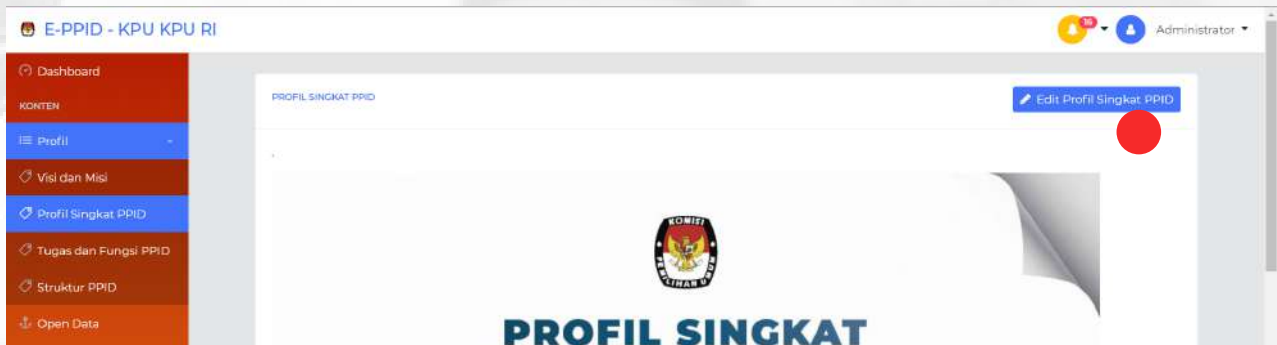 E-PPID - KPU KPU RI
16
Administrator
Dashboard
KONTEN
Profil
Visi dan Misi
Profil Singkat PPID
Tugas dan Fungsi PPID
Struktur PPID
Open Data
PROFIL SINGKAT PPID
Edit Profil Singkat PPID
KOMISI
PEMILIHAN UMUM
PROFIL SINGKAT